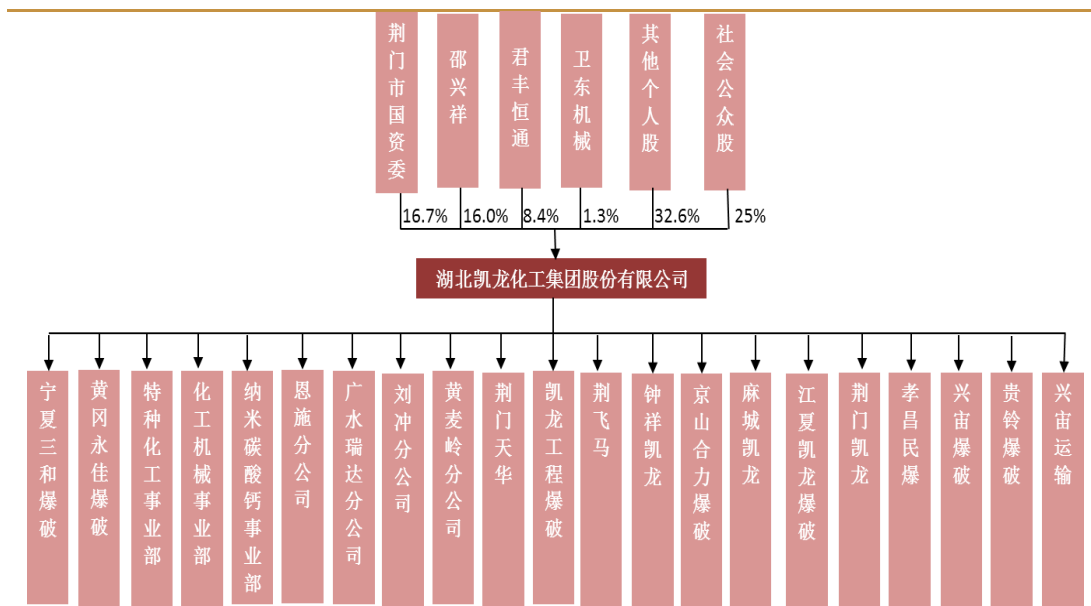 荆门市国资委
邵兴祥
君丰恒通
卫东机械
其他个人股
社会公众股
16.7%
16.0%
8.4%
1.3%
32.6%
25%
湖北凯龙化工集团股份有限公司
宁夏三和爆破
黄冈永佳爆破
特种化工事业部
化工机械事业部
纳米碳酸钙事业部
恩施分公司
广水瑞达分公司
刘冲分公司
黄麦岭分公司
荆门天华
凯龙工程爆破
荆飞马
钟祥凯龙
京山合力爆破
麻城凯龙
江夏凯龙爆破
荆门凯龙
孝昌民爆
兴宙爆破
贵铃爆破
兴宙运输